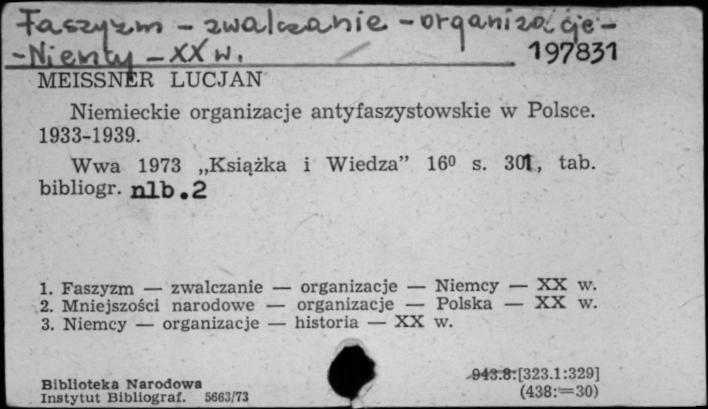 Faszyzm - zwalczanie - organizacje -
- Niemcy - XX w.
197831
MEISSNER LUCJAN
Niemieckie organizacje antyfaszystowskie w Polsce.
1933-1939.
Wwa 1973 „Książka i Wiedza” 16⁰ s. 301, tab.
bibliogr. nlb.2
1. Faszyzm — zwalczanie — organizacje — Niemcy — XX w.
2. Mniejszości narodowe — organizacje — Polska — XX w.
3. Niemcy — organizacje — historia — XX w.
943.8:[323.1:329]
(438:=30)
Biblioteka Narodowa
Instytut Bibliograf. 5663/73